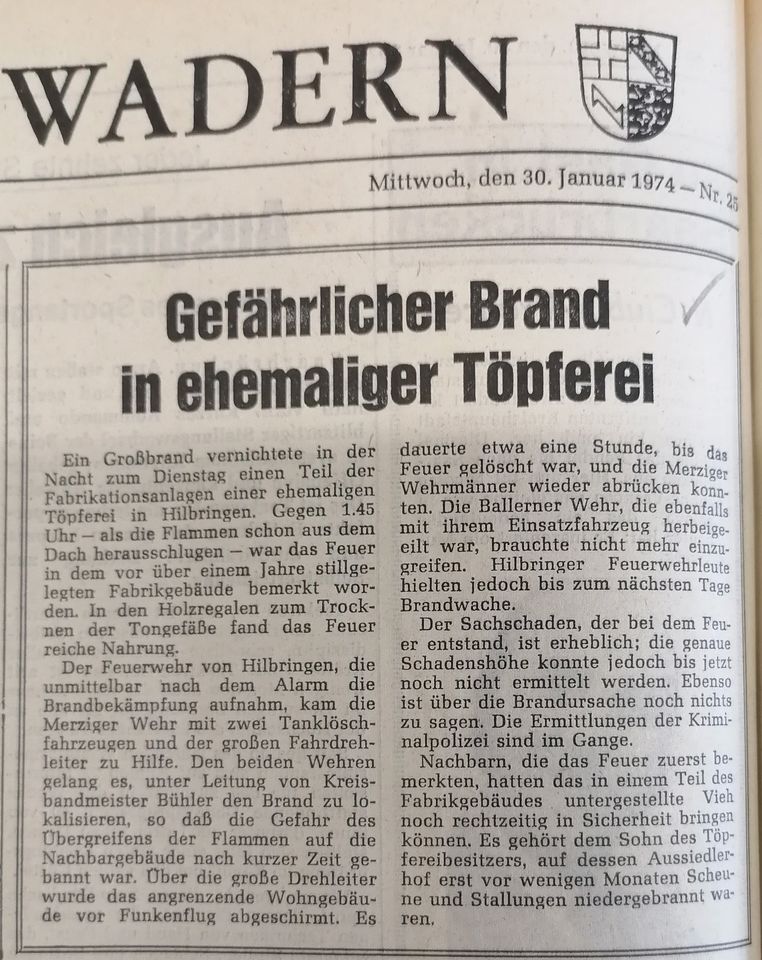 WADERN
Mittwoch, den 30. Januar 1974 — Nr. 25
Gefährlicher Brand
in ehemaliger Töpferei
Ein Großbrand vernichtete in der
Nacht zum Dienstag einen Teil der
Fabrikationsanlagen einer ehemaligen
Töpferei in Hilbringen. Gegen 1.45
Uhr — als die Flammen schon aus dem
Dach herausschlugen — war das Feuer
in dem vor über einem Jahre stillge-
legten Fabrikgebäude bemerkt wor-
den. In den Holzregalen zum Trock-
nen der Tongefäße fand das Feuer
reiche Nahrung.
Der Feuerwehr von Hilbringen, die
unmittelbar nach dem Alarm die
Brandbekämpfung aufnahm, kam die
Merziger Wehr mit zwei Tanklösch-
fahrzeugen und der großen Fahrdreh-
leiter zu Hilfe. Den beiden Wehren
gelang es, unter Leitung von Kreis-
bandmeister Bühler den Brand zu lo-
kalisieren, so daß die Gefahr des
Übergreifens der Flammen auf die
Nachbargebäude nach kurzer Zeit ge-
bannt war. Über die große Drehleiter
wurde das angrenzende Wohngebäu-
de vor Funkenflug abgeschirmt. Es
dauerte etwa eine Stunde, bis das
Feuer gelöscht war, und die Merziger
Wehrmänner wieder abrücken konn-
ten. Die Ballerner Wehr, die ebenfalls
mit ihrem Einsatzfahrzeug herbeige-
eilt war, brauchte nicht mehr einzu-
greifen. Hilbringer Feuerwehrleute
hielten jedoch bis zum nächsten Tage
Brandwache.
Der Sachschaden, der bei dem Feu-
er entstand, ist erheblich; die genaue
Schadenshöhe konnte jedoch bis jetzt
noch nicht ermittelt werden. Ebenso
ist über die Brandursache noch nichts
zu sagen. Die Ermittlungen der Krimi-
nalpolizei sind im Gange.
Nachbarn, die das Feuer zuerst be-
merkten, hatten das in einem Teil des
Fabrikgebäudes untergestellte Vieh
noch rechtzeitig in Sicherheit bringen
können. Es gehört dem Sohn des Töp-
fereibesitzers, auf dessen Aussiedler-
hof erst vor wenigen Monaten Scheu-
ne und Stallungen niedergebrannt wa-
ren.